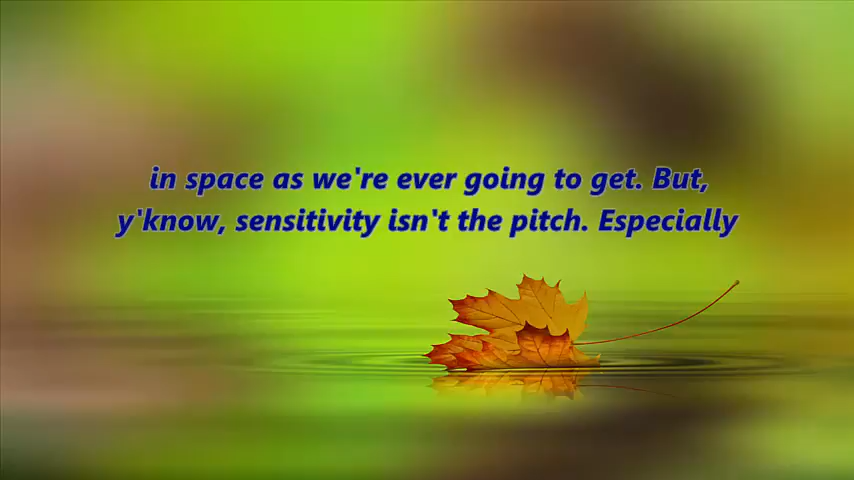 in space as we're ever going to get. But,
y'know, sensitivity isn't the pitch. Especially